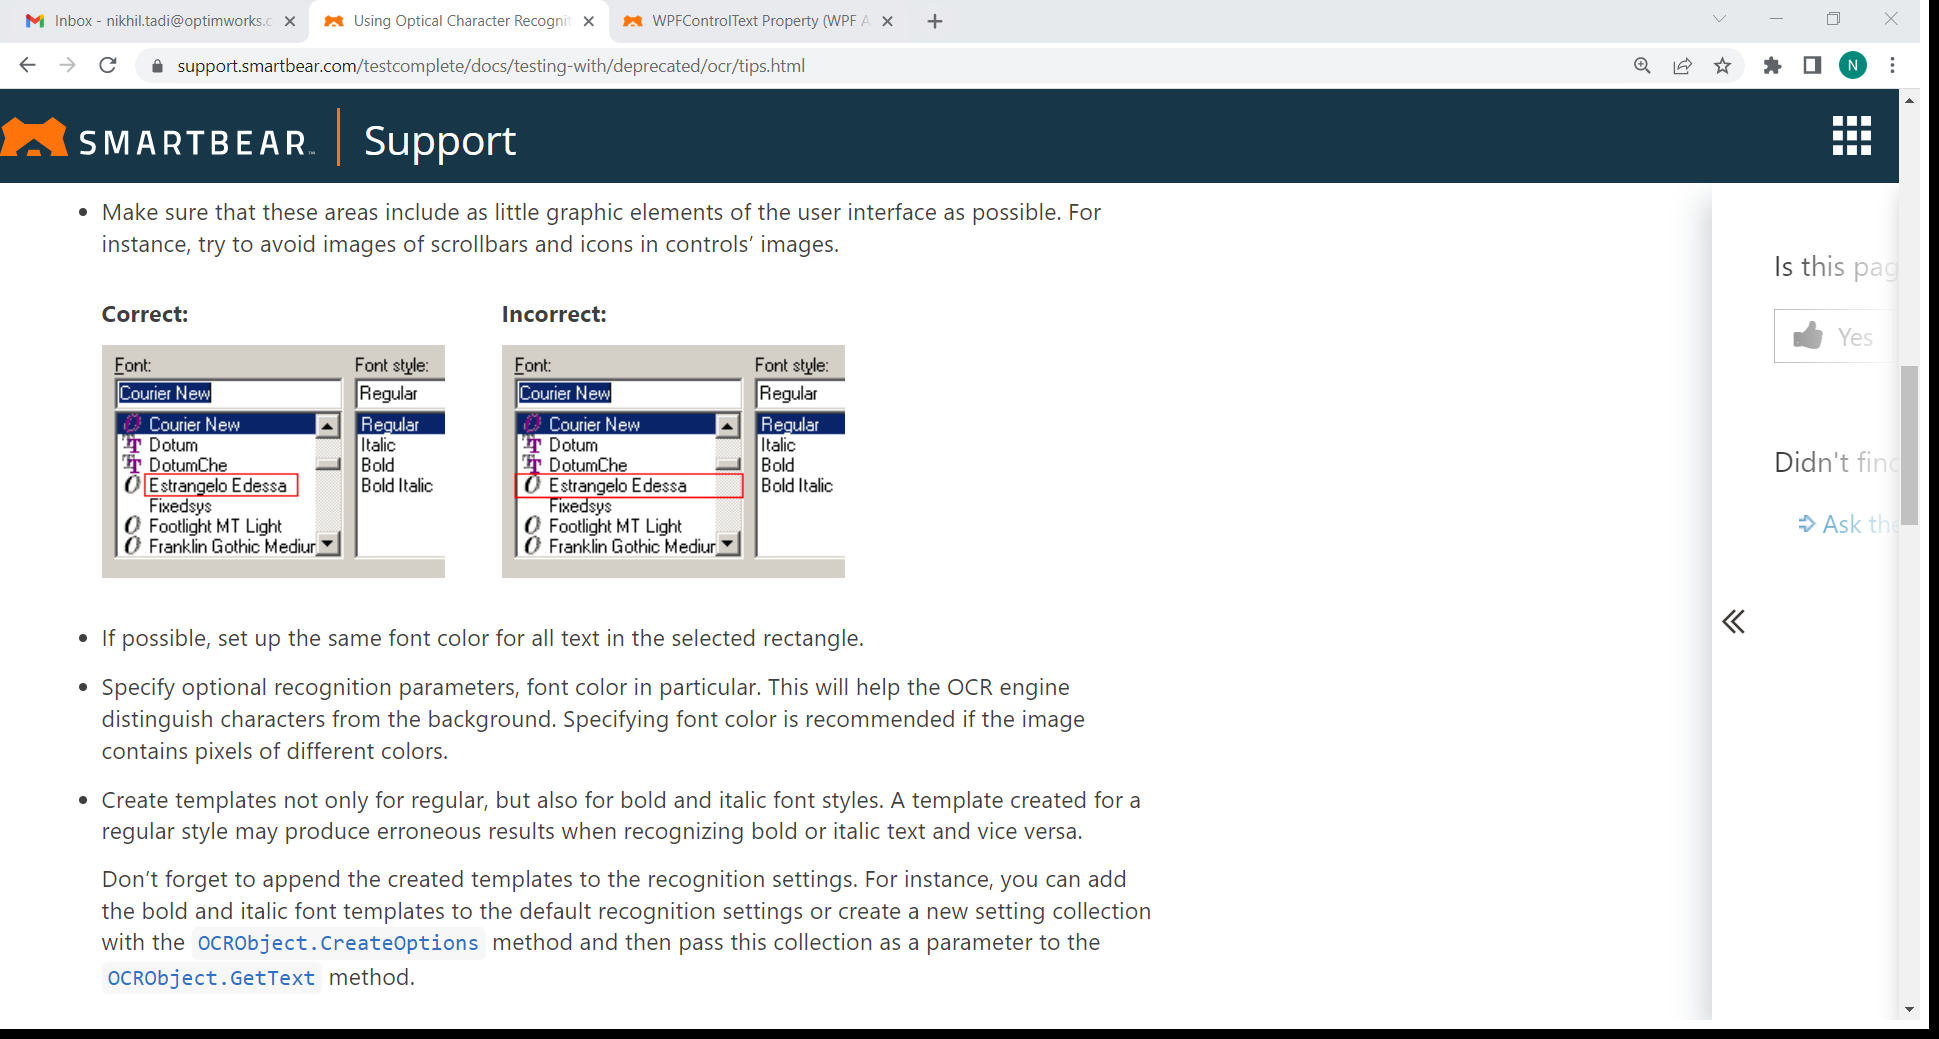 Inbox - nikhil.tadi@optimworks.c
Using Optical Character Recognit
WPFControlText Property (WPF A
support.smartbear.com/testcomplete/docs/testing-with/deprecated/ocr/tips.html
N
SMARTBEAR™ Support
• Make sure that these areas include as little graphic elements of the user interface as possible. For
instance, try to avoid images of scrollbars and icons in controls’ images.
Correct:
Font: Font style:
Courier New Regular
Courier New Regular
Dotum Italic
DotumChe Bold
Estrangelo Edessa Bold Italic
Fixedsys
Footlight MT Light
Franklin Gothic Mediur
Incorrect:
Font: Font style:
Courier New Regular
Courier New Regular
Dotum Italic
DotumChe Bold
Estrangelo Edessa Bold Italic
Fixedsys
Footlight MT Light
Franklin Gothic Mediur
• If possible, set up the same font color for all text in the selected rectangle.
• Specify optional recognition parameters, font color in particular. This will help the OCR engine
distinguish characters from the background. Specifying font color is recommended if the image
contains pixels of different colors.
• Create templates not only for regular, but also for bold and italic font styles. A template created for a
regular style may produce erroneous results when recognizing bold or italic text and vice versa.
Don’t forget to append the created templates to the recognition settings. For instance, you can add
the bold and italic font templates to the default recognition settings or create a new setting collection
with the OCRObject.CreateOptions method and then pass this collection as a parameter to the
OCRObject.GetText method.
Is this pag
Yes
Didn't find
Ask the